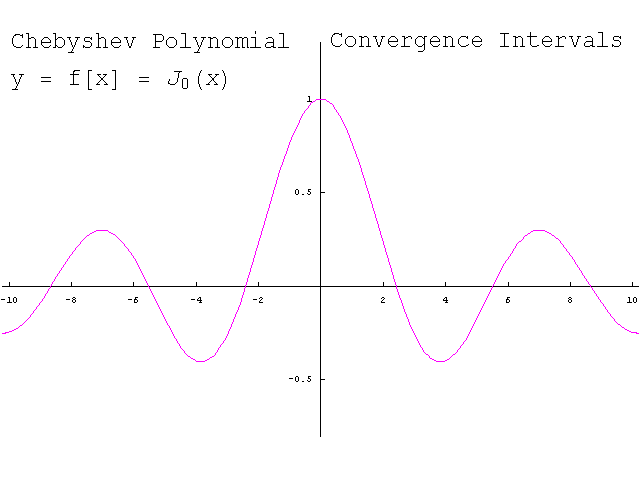 Chebyshev Polynomial Convergence Intervals
y = f[x] = J₀(x)
1
0.5
-10 -8 -6 -4 -2 2 4 6 8 10
-0.5